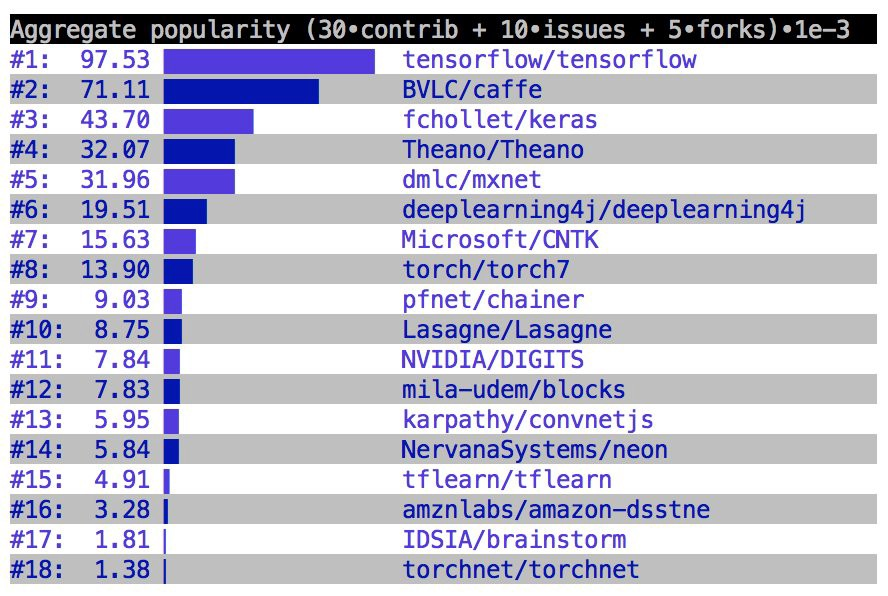 Aggregate popularity (30•contrib + 10•issues + 5•forks)•1e-3
#1: 97.53 tensorflow/tensorflow
#2: 71.11 BVLC/caffe
#3: 43.70 fchollet/keras
#4: 32.07 Theano/Theano
#5: 31.96 dmlc/mxnet
#6: 19.51 deeplearning4j/deeplearning4j
#7: 15.63 Microsoft/CNTK
#8: 13.90 torch/torch7
#9: 9.03 pfnet/chainer
#10: 8.75 Lasagne/Lasagne
#11: 7.84 NVIDIA/DIGITS
#12: 7.83 mila-udem/blocks
#13: 5.95 karpathy/convnetjs
#14: 5.84 NervanaSystems/neon
#15: 4.91 tflearn/tflearn
#16: 3.28 amznlabs/amazon-dsstne
#17: 1.81 IDSIA/brainstorm
#18: 1.38 torchnet/torchnet